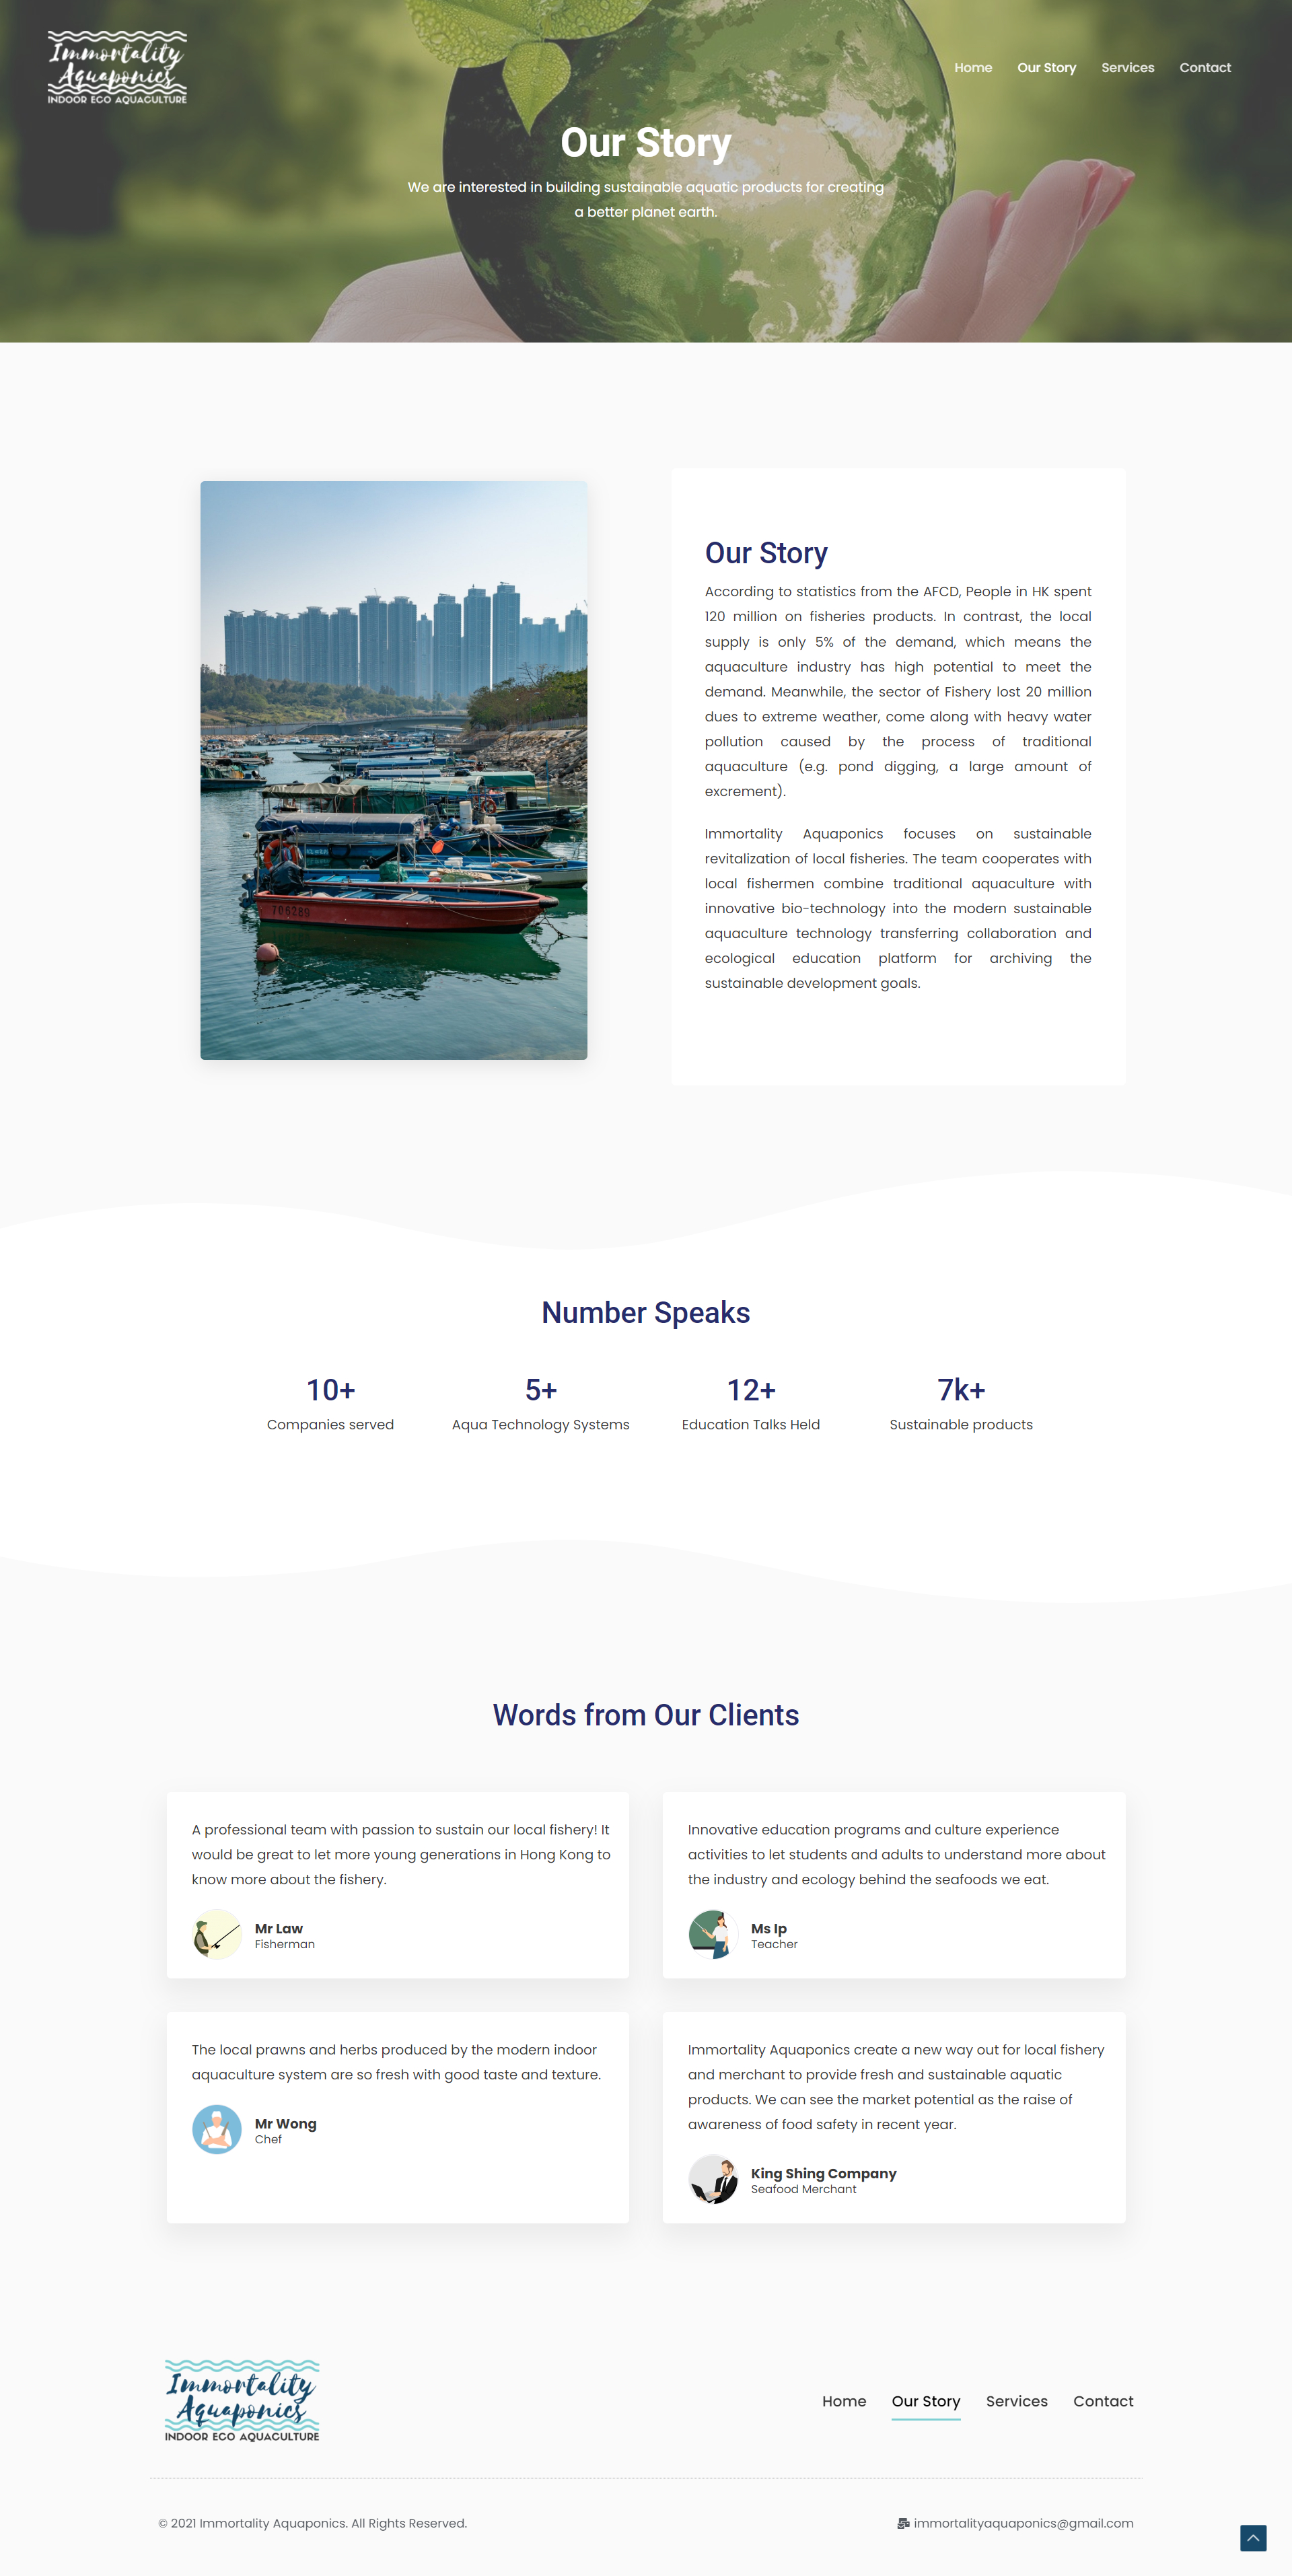 Immortality
Aquaponics
INDOOR ECO AQUACULTURE
Home Our Story Services Contact
Our Story
We are interested in building sustainable aquatic products for creating
a better planet earth.
Our Story
According to statistics from the AFCD, People in HK spent
120 million on fisheries products. In contrast, the local
supply is only 5% of the demand, which means the
aquaculture industry has high potential to meet the
demand. Meanwhile, the sector of Fishery lost 20 million
dues to extreme weather, come along with heavy water
pollution caused by the process of traditional
aquaculture (e.g. pond digging, a large amount of
excrement).
Immortality Aquaponics focuses on sustainable
revitalization of local fisheries. The team cooperates with
local fishermen combine traditional aquaculture with
innovative bio-technology into the modern sustainable
aquaculture technology transferring collaboration and
ecological education platform for archiving the
sustainable development goals.
706289
Number Speaks
10+ 5+ 12+ 7k+
Companies served Aqua Technology Systems Education Talks Held Sustainable products
Words from Our Clients
A professional team with passion to sustain our local fishery! It
would be great to let more young generations in Hong Kong to
know more about the fishery.
Mr Law
Fisherman
Innovative education programs and culture experience
activities to let students and adults to understand more about
the industry and ecology behind the seafoods we eat.
Ms Ip
Teacher
The local prawns and herbs produced by the modern indoor
aquaculture system are so fresh with good taste and texture.
Mr Wong
Chef
Immortality Aquaponics create a new way out for local fishery
and merchant to provide fresh and sustainable aquatic
products. We can see the market potential as the raise of
awareness of food safety in recent year.
King Shing Company
Seafood Merchant
Immortality
Aquaponics
INDOOR ECO AQUACULTURE
Home Our Story Services Contact
© 2021 Immortality Aquaponics. All Rights Reserved.
immortalityaquaponics@gmail.com